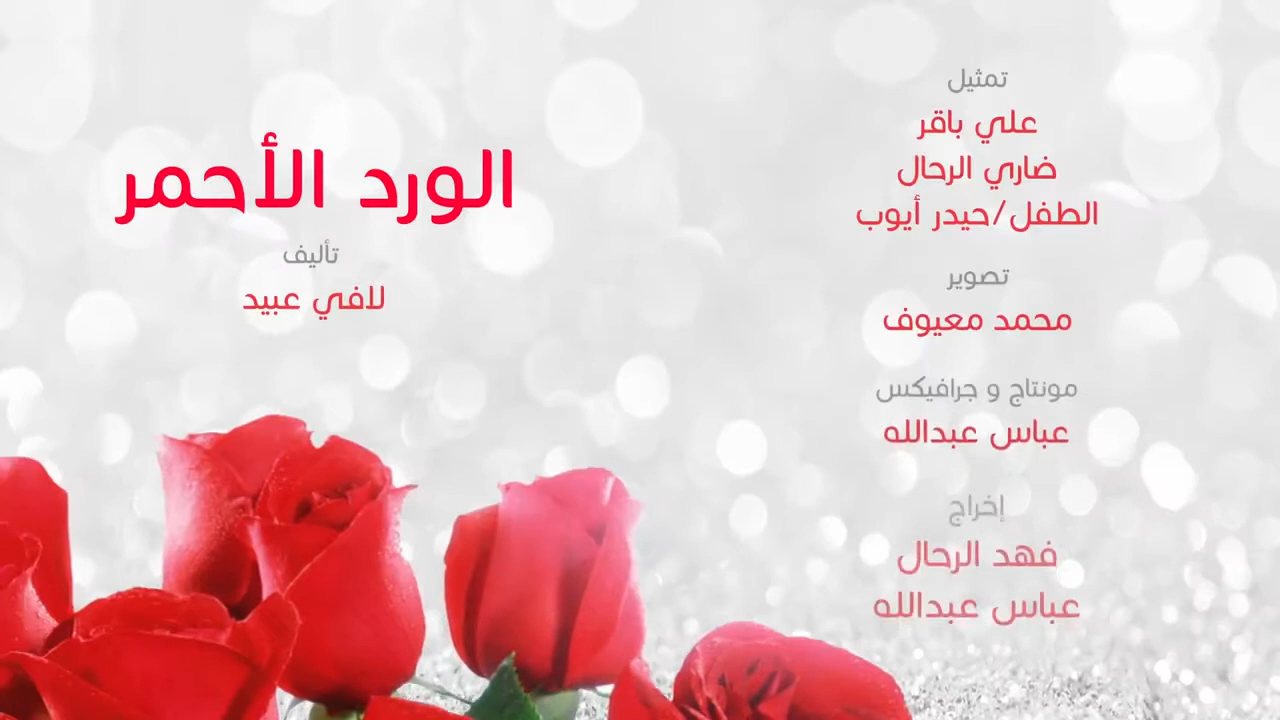 الورد الأحمر
تأليف
لافي عبيد
تمثيل
علي باقر
ضاري الرحال
الطفل/حيدر أيوب
تصوير
محمد معيوف
مونتاج و جرافيكس
عباس عبدالله
إخراج
فهد الرحال
عباس عبدالله